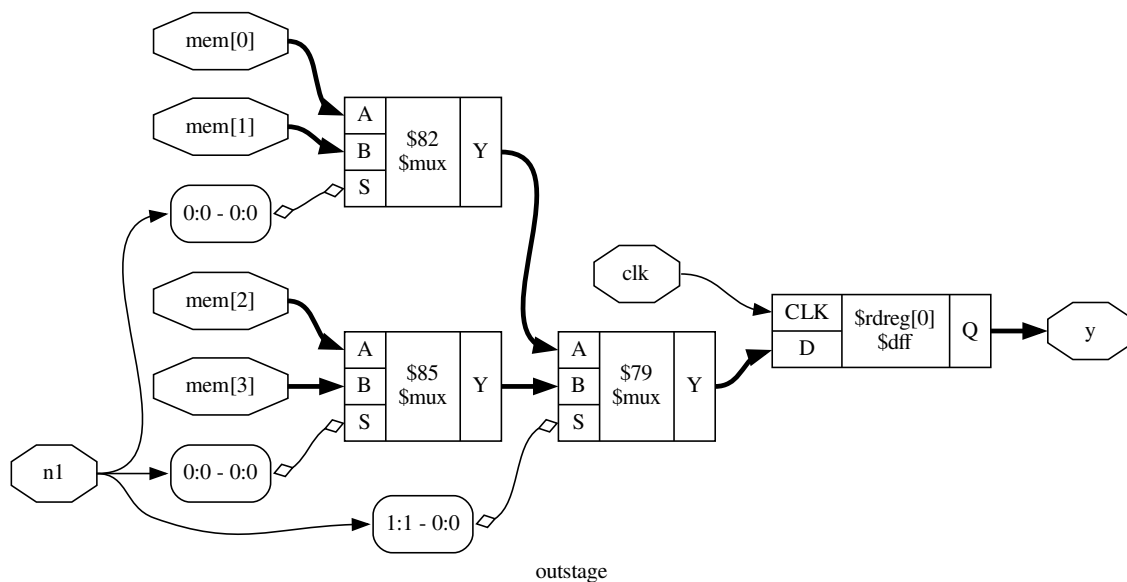 mem[0]
mem[1]
A
B
S
$82
$mux
Y
0:0 - 0:0
mem[2]
mem[3]
A
B
S
$85
$mux
Y
n1
0:0 - 0:0
1:1 - 0:0
A
B
S
$79
$mux
Y
clk
CLK
D
$rdreg[0]
$dff
Q
y
outstage